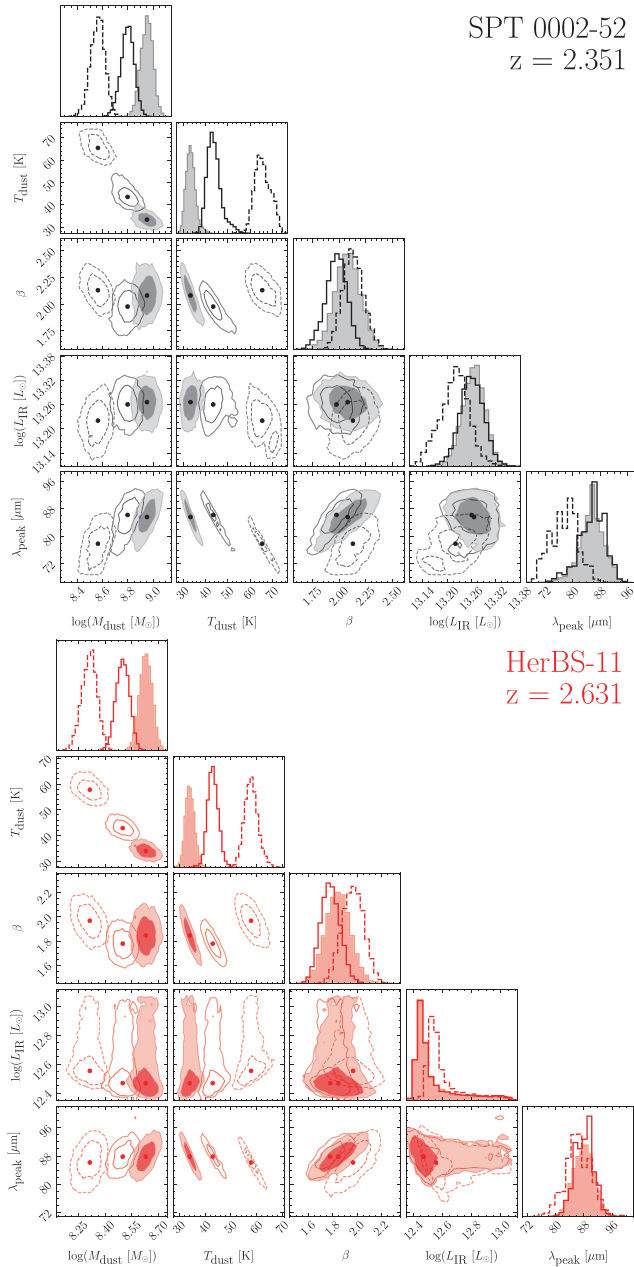 SPT 0002-52
z = 2.351
T_dust [K]
70
60
50
40
30
β
2.50
2.25
2.00
1.75
log(L_IR [L_⊙])
13.38
13.32
13.26
13.20
13.14
λ_peak [μm]
96
88
80
72
8.4 8.6 8.8 9.0
30 40 50 60 70
1.75 2.00 2.25 2.50
13.14 13.20 13.26 13.32 13.38
72 80 88 96
log(M_dust [M_⊙]) T_dust [K] β log(L_IR [L_⊙]) λ_peak [μm]
HerBS-11
z = 2.631
T_dust [K]
70
60
50
40
30
β
2.2
2.0
1.8
1.6
log(L_IR [L_⊙])
13.0
12.8
12.6
12.4
λ_peak [μm]
96
88
80
72
8.25 8.40 8.55 8.70
30 40 50 60 70
1.6 1.8 2.0 2.2
12.4 12.6 12.8 13.0
72 80 88 96
log(M_dust [M_⊙]) T_dust [K] β log(L_IR [L_⊙]) λ_peak [μm]